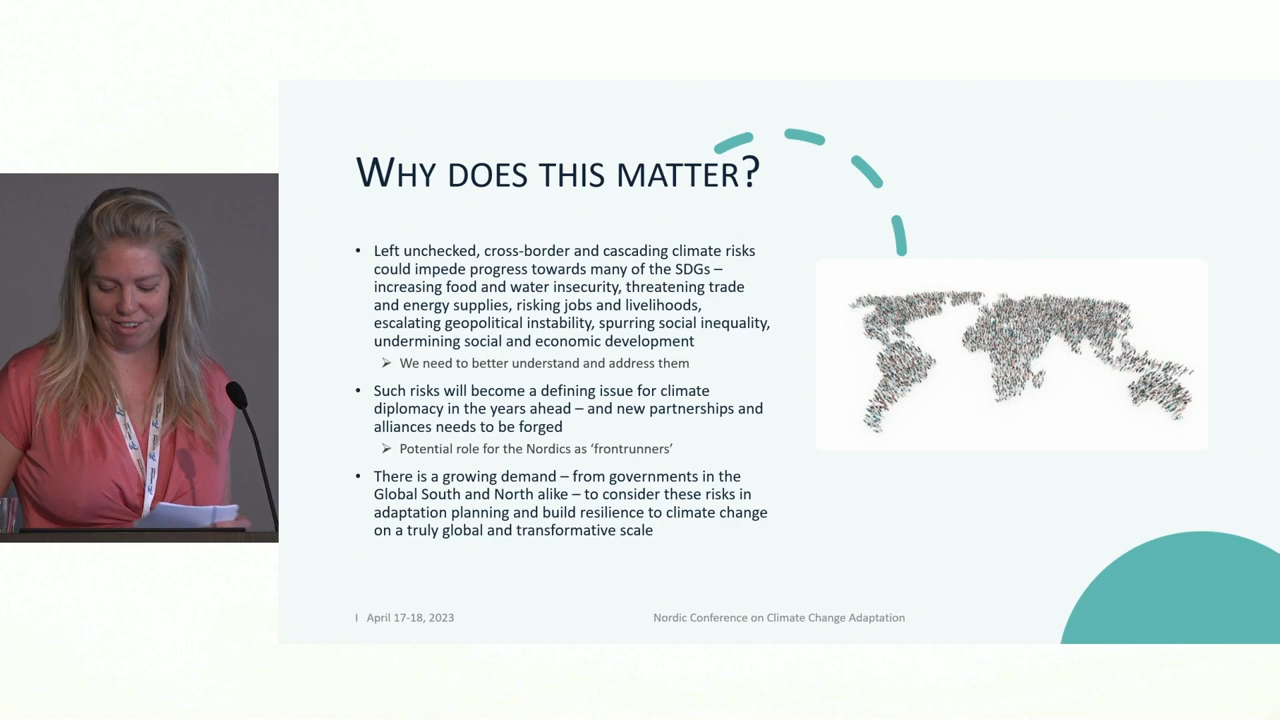 WHY DOES THIS MATTER?
• Left unchecked, cross-border and cascading climate risks
could impede progress towards many of the SDGs –
increasing food and water insecurity, threatening trade
and energy supplies, risking jobs and livelihoods,
escalating geopolitical instability, spurring social inequality,
undermining social and economic development
➢ We need to better understand and address them
• Such risks will become a defining issue for climate
diplomacy in the years ahead – and new partnerships and
alliances needs to be forged
➢ Potential role for the Nordics as ‘frontrunners’
• There is a growing demand – from governments in the
Global South and North alike – to consider these risks in
adaptation planning and build resilience to climate change
on a truly global and transformative scale
I April 17-18, 2023
Nordic Conference on Climate Change Adaptation